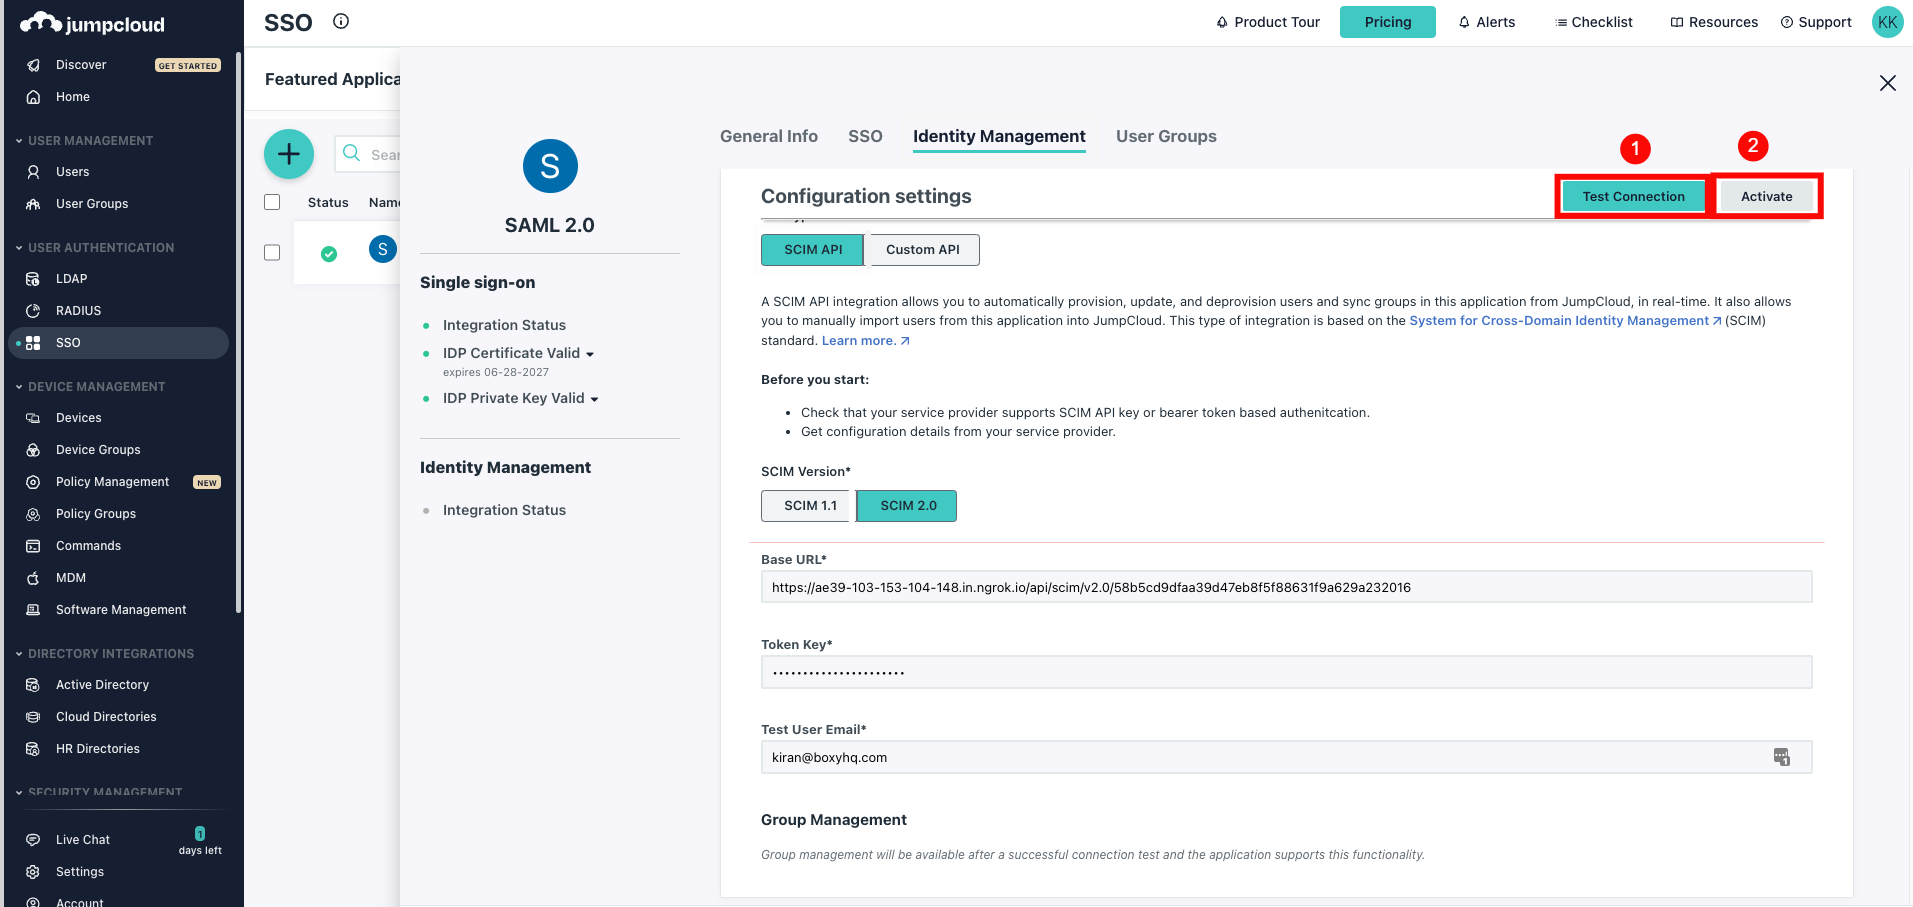 jumpcloud
SSO
Product Tour
Pricing
Alerts
Checklist
Resources
Support
KK
Discover
GET STARTED
Home
USER MANAGEMENT
Users
User Groups
USER AUTHENTICATION
LDAP
RADIUS
SSO
DEVICE MANAGEMENT
Devices
Device Groups
Policy Management
NEW
Policy Groups
Commands
MDM
Software Management
DIRECTORY INTEGRATIONS
Active Directory
Cloud Directories
HR Directories
SECURITY MANAGEMENT
Live Chat
1
days left
Settings
Account
Featured Applica
Sear
Status
Name
S
S
SAML 2.0
Single sign-on
Integration Status
IDP Certificate Valid
expires 06-28-2027
IDP Private Key Valid
Identity Management
Integration Status
General Info
SSO
Identity Management
User Groups
1
2
Configuration settings
Test Connection
Activate
SCIM API
Custom API
A SCIM API integration allows you to automatically provision, update, and deprovision users and sync groups in this application from JumpCloud, in real-time. It also allows
you to manually import users from this application into JumpCloud. This type of integration is based on the System for Cross-Domain Identity Management (SCIM)
standard. Learn more.
Before you start:
• Check that your service provider supports SCIM API key or bearer token based authenitcation.
• Get configuration details from your service provider.
SCIM Version*
SCIM 1.1
SCIM 2.0
Base URL*
https://ae39-103-153-104-148.in.ngrok.io/api/scim/v2.0/58b5cd9dfaa39d47eb8f5f88631f9a629a232016
Token Key*
••••••••••••••••••••••
Test User Email*
kiran@boxyhq.com
1
Group Management
Group management will be available after a successful connection test and the application supports this functionality.